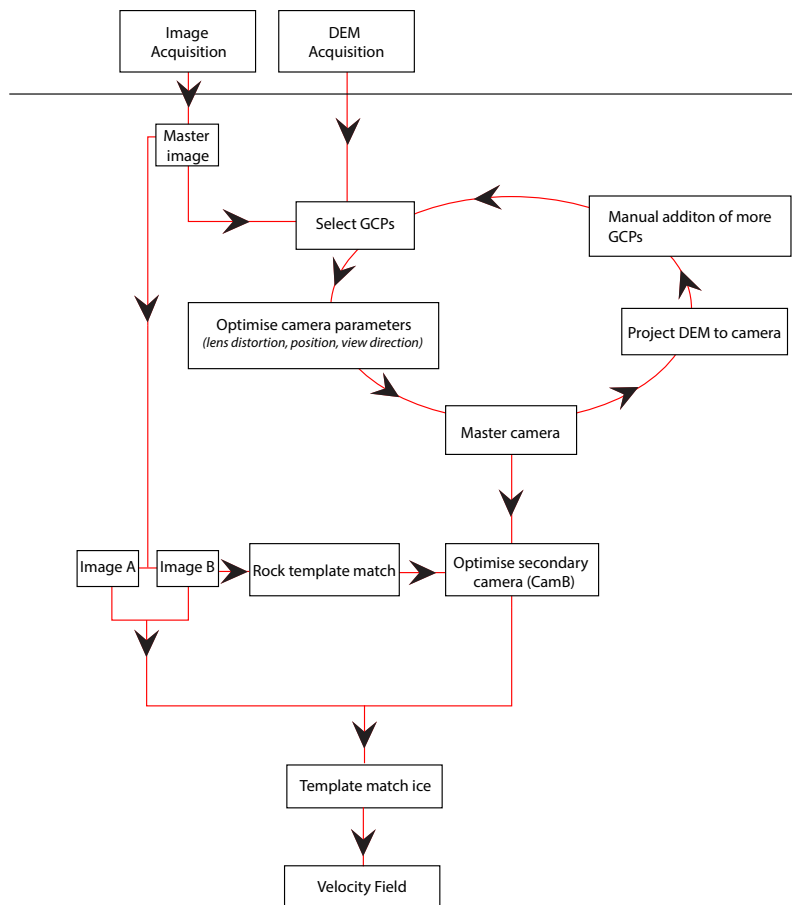 Image
Acquisition
DEM
Acquisition
Master
image
Select GCPs
Manual additon of more
GCPs
Optimise camera parameters
(lens distortion, position, view direction)
Project DEM to camera
Master camera
Image A
Image B
Rock template match
Optimise secondary
camera (CamB)
Template match ice
Velocity Field